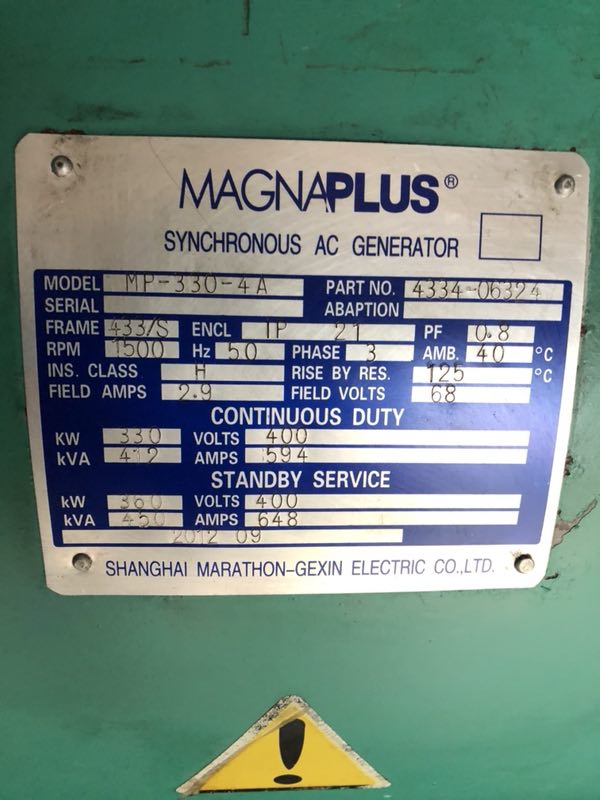 MAGNAPLUS®
SYNCHRONOUS AC GENERATOR
MODEL MP-330-4A PART NO. 4334-06324
SERIAL ABAPTION
FRAME 433/S ENCL IP 21 PF 0.8
RPM 1500 Hz 50 PHASE 3 AMB. 40 °C
INS. CLASS H RISE BY RES. 125 °C
FIELD AMPS 2.9 FIELD VOLTS 68
CONTINUOUS DUTY
KW 330 VOLTS 400
kVA 412 AMPS 594
STANDBY SERVICE
kW 360 VOLTS 400
kVA 450 AMPS 648
2012 09
SHANGHAI MARATHON-GEXIN ELECTRIC CO.,LTD.
!